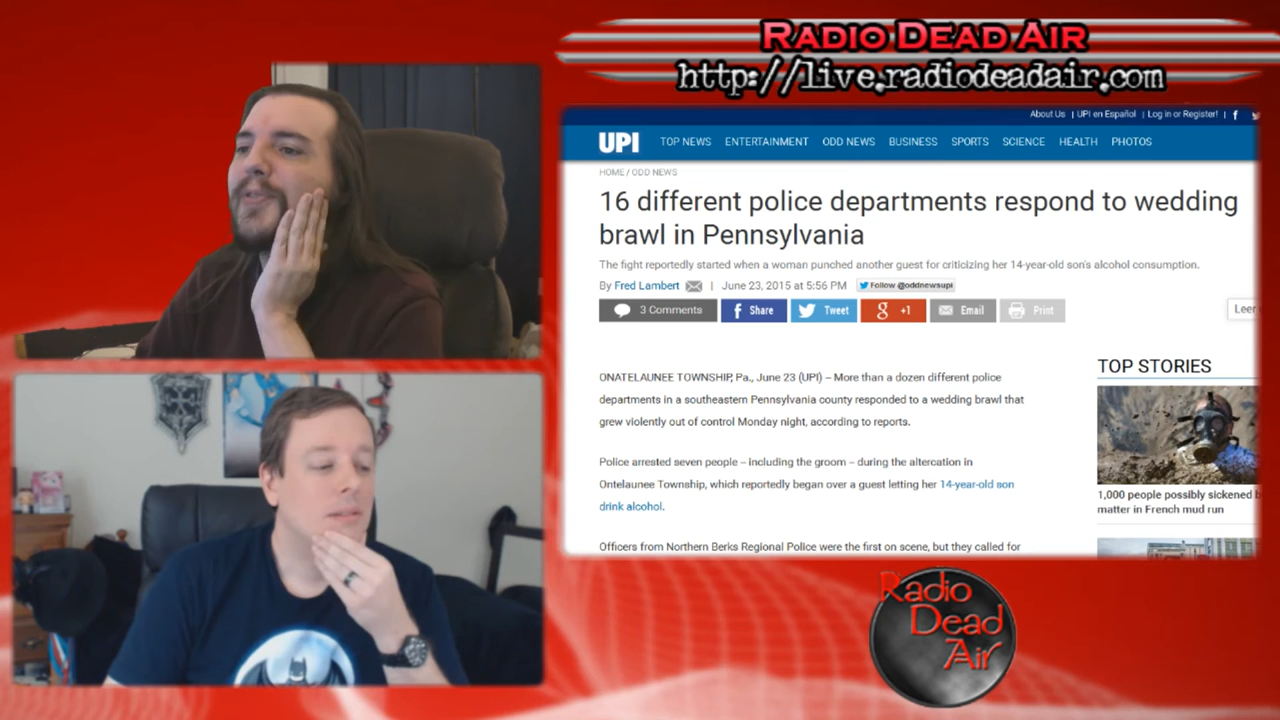 Radio Dead Air
http://live.radiodeadair.com
About Us | UPI en Español | Log in or Register! |
UPI TOP NEWS ENTERTAINMENT ODD NEWS BUSINESS SPORTS SCIENCE HEALTH PHOTOS
HOME / ODD NEWS
16 different police departments respond to wedding
brawl in Pennsylvania
The fight reportedly started when a woman punched another guest for criticizing her 14-year-old son's alcohol consumption.
By Fred Lambert | June 23, 2015 at 5:56 PM Follow @oddnewsupi
3 Comments Share Tweet +1 Email Print
Leer
ONATELAUNEE TOWNSHIP, Pa., June 23 (UPI) – More than a dozen different police
departments in a southeastern Pennsylvania county responded to a wedding brawl that
grew violently out of control Monday night, according to reports.
Police arrested seven people – including the groom – during the altercation in
Ontelaunee Township, which reportedly began over a guest letting her 14-year-old son
drink alcohol.
Officers from Northern Berks Regional Police were the first on scene, but they called for
TOP STORIES
1,000 people possibly sickened b
matter in French mud run
Radio
Dead
Air